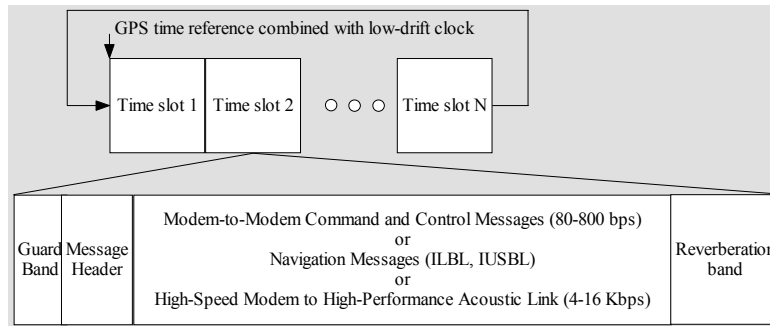 GPS time reference combined with low-drift clock
Time slot 1
Time slot 2
Time slot N
Guard
Band
Message
Header
Modem-to-Modem Command and Control Messages (80-800 bps)
or
Navigation Messages (ILBL, IUSBL)
or
High-Speed Modem to High-Performance Acoustic Link (4-16 Kbps)
Reverberation
band